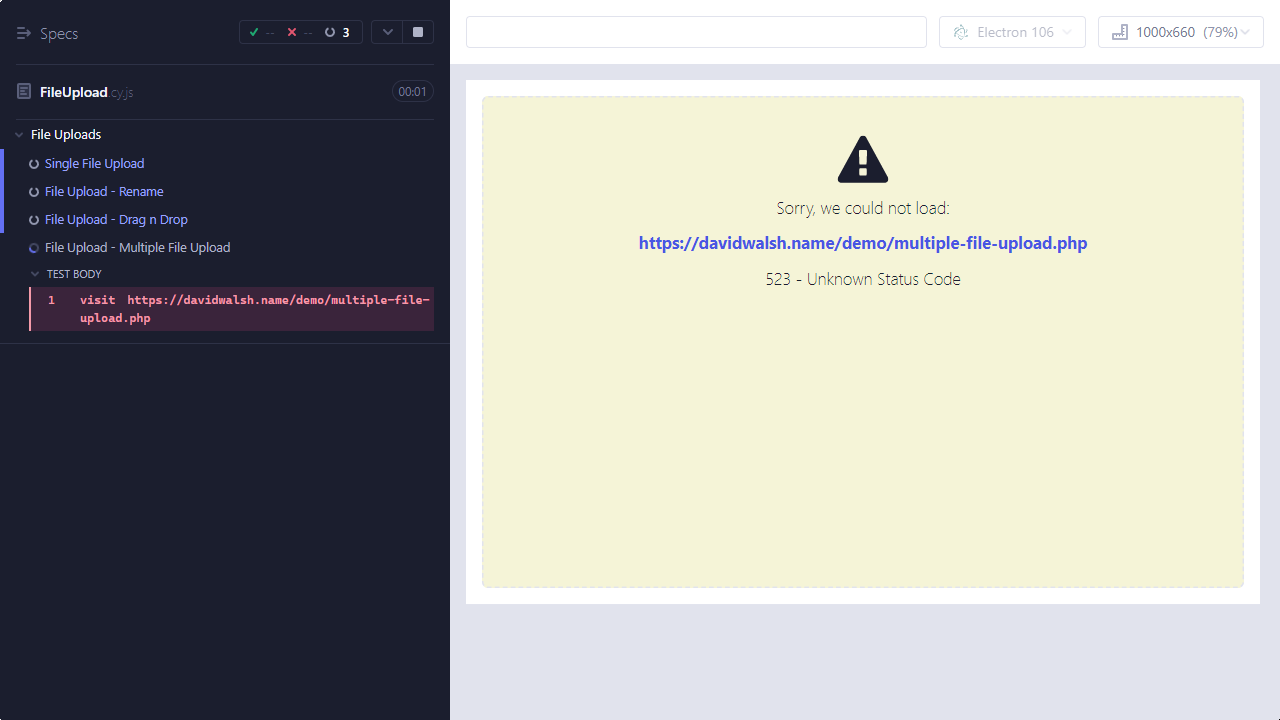 Specs
--
--
3
Electron 106
1000x660 (79%)
FileUpload.cy.js
00:01
File Uploads
Single File Upload
File Upload - Rename
File Upload - Drag n Drop
File Upload - Multiple File Upload
TEST BODY
1 visit https://davidwalsh.name/demo/multiple-file-
upload.php
Sorry, we could not load:
https://davidwalsh.name/demo/multiple-file-upload.php
523 - Unknown Status Code